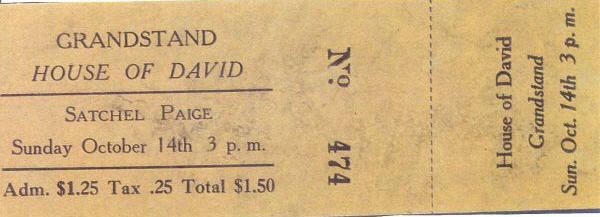 GRANDSTAND
HOUSE OF DAVID
SATCHEL PAIGE
Sunday October 14th 3 p. m.
Adm. $1.25 Tax .25 Total $1.50
No. 474
House of David
Grandstand
Sun. Oct. 14th 3 p. m.